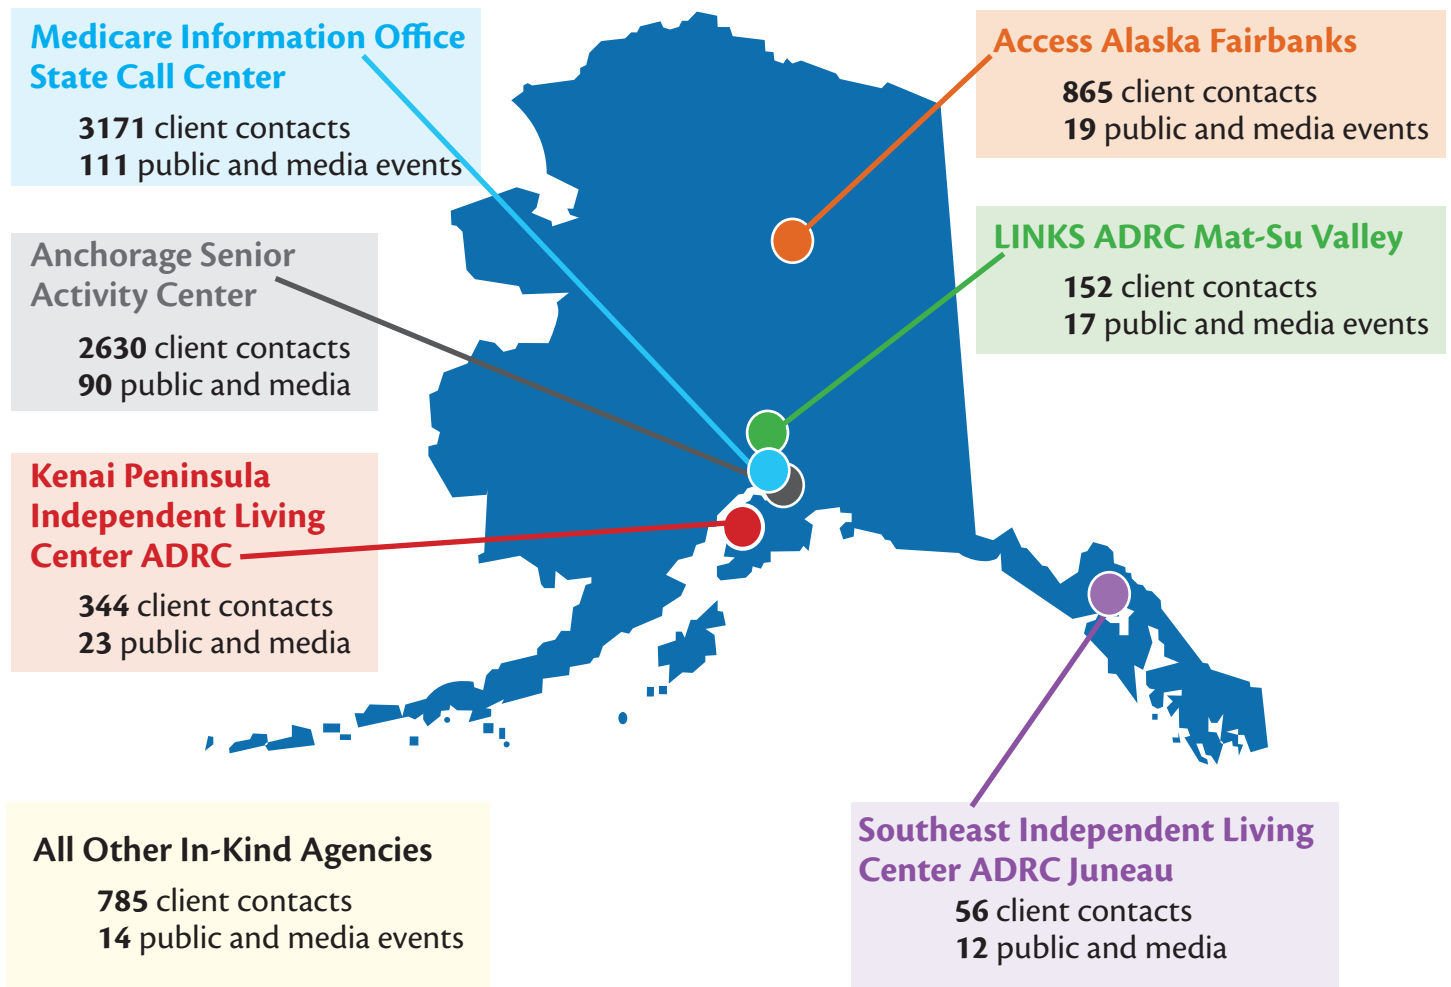 Medicare Information Office
State Call Center
3171 client contacts
111 public and media events
Anchorage Senior
Activity Center
2630 client contacts
90 public and media
Kenai Peninsula
Independent Living
Center ADRC
344 client contacts
23 public and media
All Other In-Kind Agencies
785 client contacts
14 public and media events
Access Alaska Fairbanks
865 client contacts
19 public and media events
LINKS ADRC Mat-Su Valley
152 client contacts
17 public and media events
Southeast Independent Living
Center ADRC Juneau
56 client contacts
12 public and media